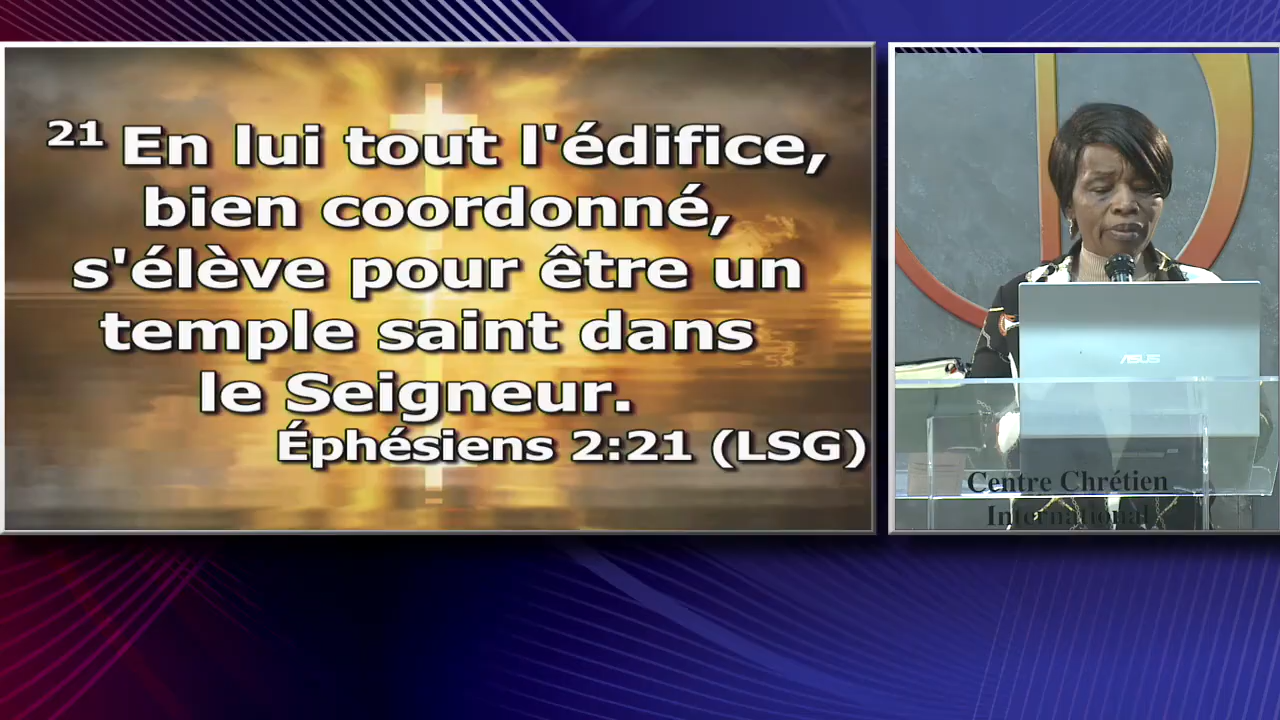 21 En lui tout l'édifice,
bien coordonné,
s'élève pour être un
temple saint dans
le Seigneur.
Éphésiens 2:21 (LSG)
ASUS
Centre Chrétien
International